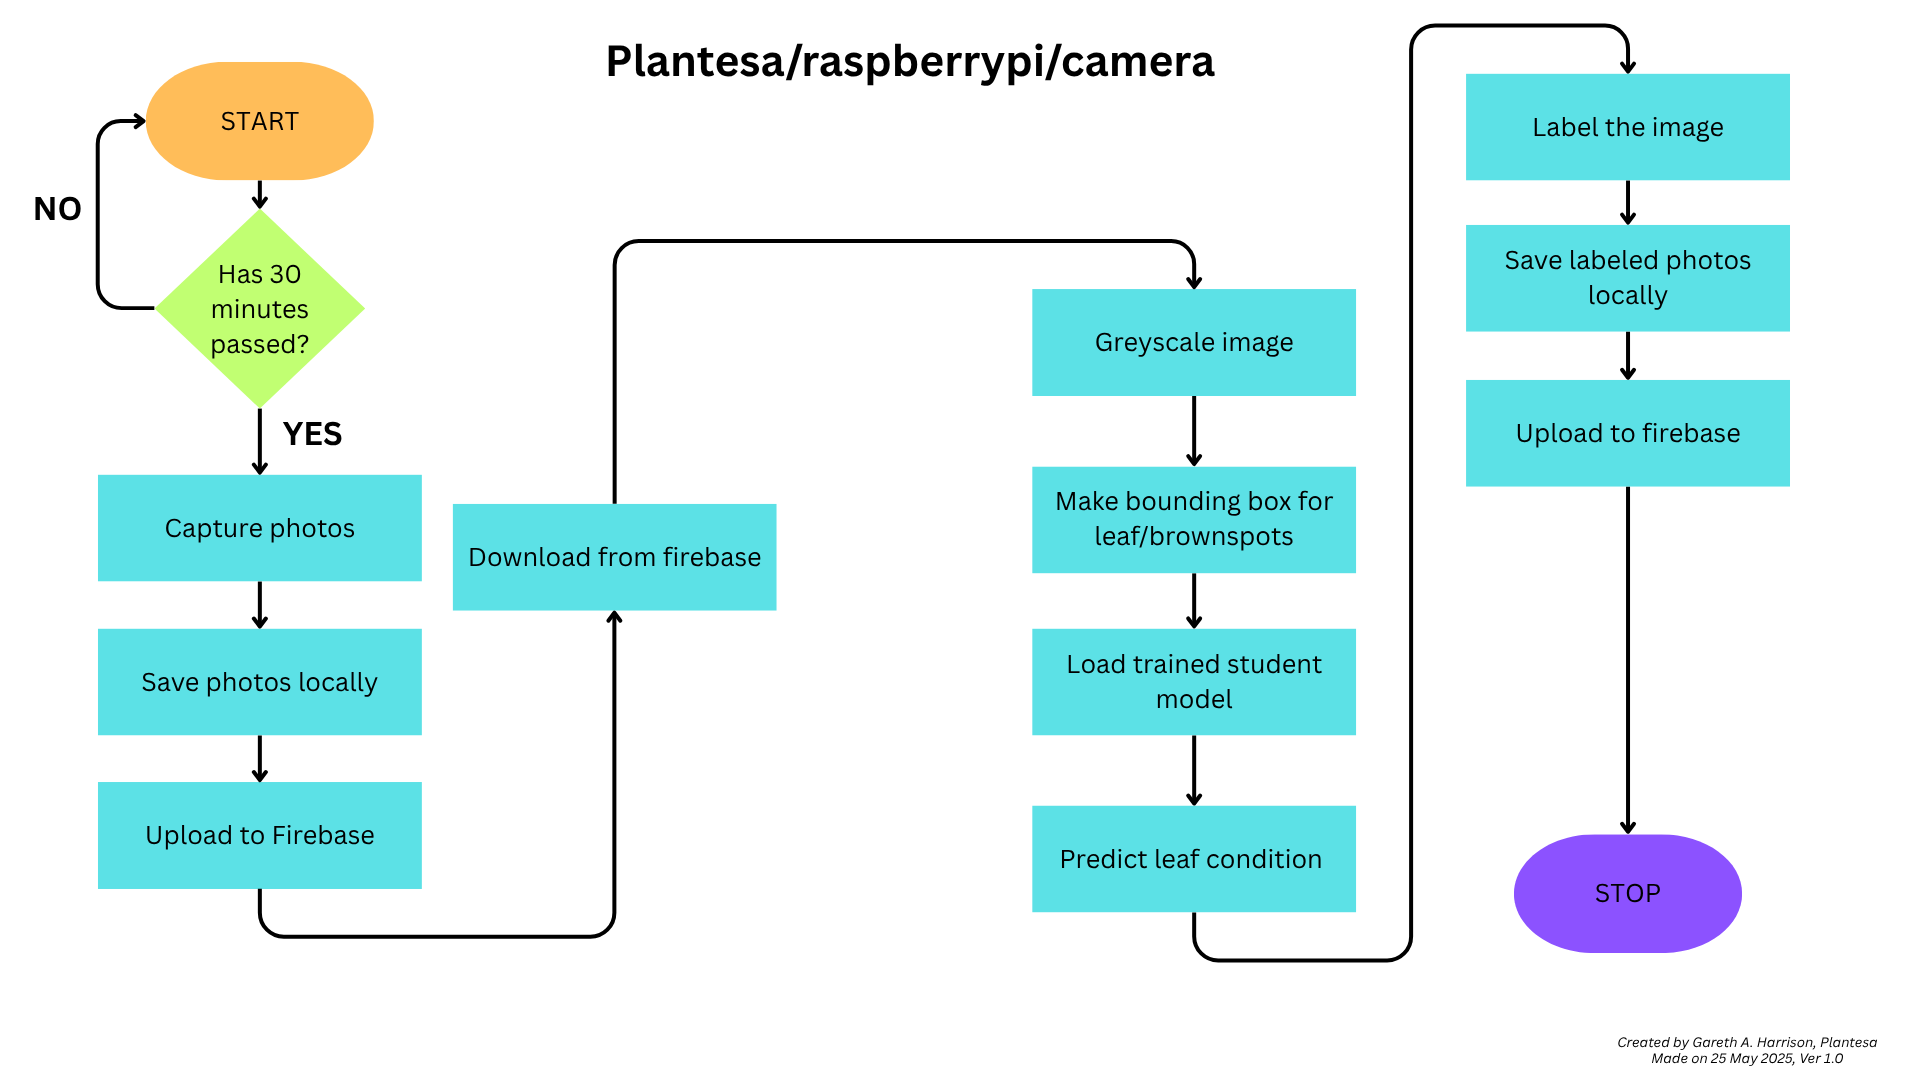 Plantesa/raspberrypi/camera
START
NO
Has 30
minutes
passed?
YES
Capture photos
Save photos locally
Upload to Firebase
Download from firebase
Greyscale image
Make bounding box for
leaf/brownspots
Load trained student
model
Predict leaf condition
Label the image
Save labeled photos
locally
Upload to firebase
STOP
Created by Gareth A. Harrison, Plantesa
Made on 25 May 2025, Ver 1.0